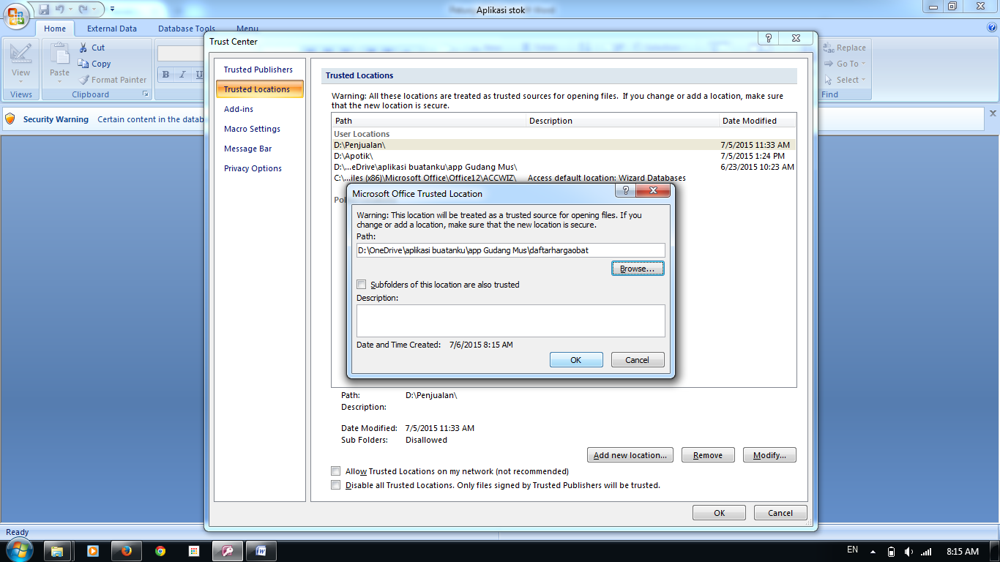 Aplikasi stok
Home External Data Database Tools Menu
View
Views
Paste
Cut
Copy
Format Painter
Clipboard
B I U
Replace
Go To
Select
Find
Security Warning Certain content in the datab
Trust Center
Trusted Publishers
Trusted Locations
Add-ins
Macro Settings
Message Bar
Privacy Options
Trusted Locations
Warning: All these locations are treated as trusted sources for opening files. If you change or add a location, make sure
that the new location is secure.
Path Description Date Modified
User Locations
D:\Penjualan\ 7/5/2015 11:33 AM
D:\Apotik\ 7/5/2015 1:24 PM
D:\...eDrive\aplikasi buatanku\app Gudang Mus\ 6/23/2015 10:23 AM
C:\...iles (x86)\Microsoft Office\Office12\ACCWIZ\ Access default location: Wizard Databases
Pol
Microsoft Office Trusted Location
Warning: This location will be treated as a trusted source for opening files. If you
change or add a location, make sure that the new location is secure.
Path:
D:\OneDrive\aplikasi buatanku\app Gudang Mus\daftarhargaobat
Browse...
Subfolders of this location are also trusted
Description:
Date and Time Created: 7/6/2015 8:15 AM
OK Cancel
Path: D:\Penjualan\
Description:
Date Modified: 7/5/2015 11:33 AM
Sub Folders: Disallowed
Add new location... Remove Modify...
Allow Trusted Locations on my network (not recommended)
Disable all Trusted Locations. Only files signed by Trusted Publishers will be trusted.
OK Cancel
Ready
EN 8:15 AM